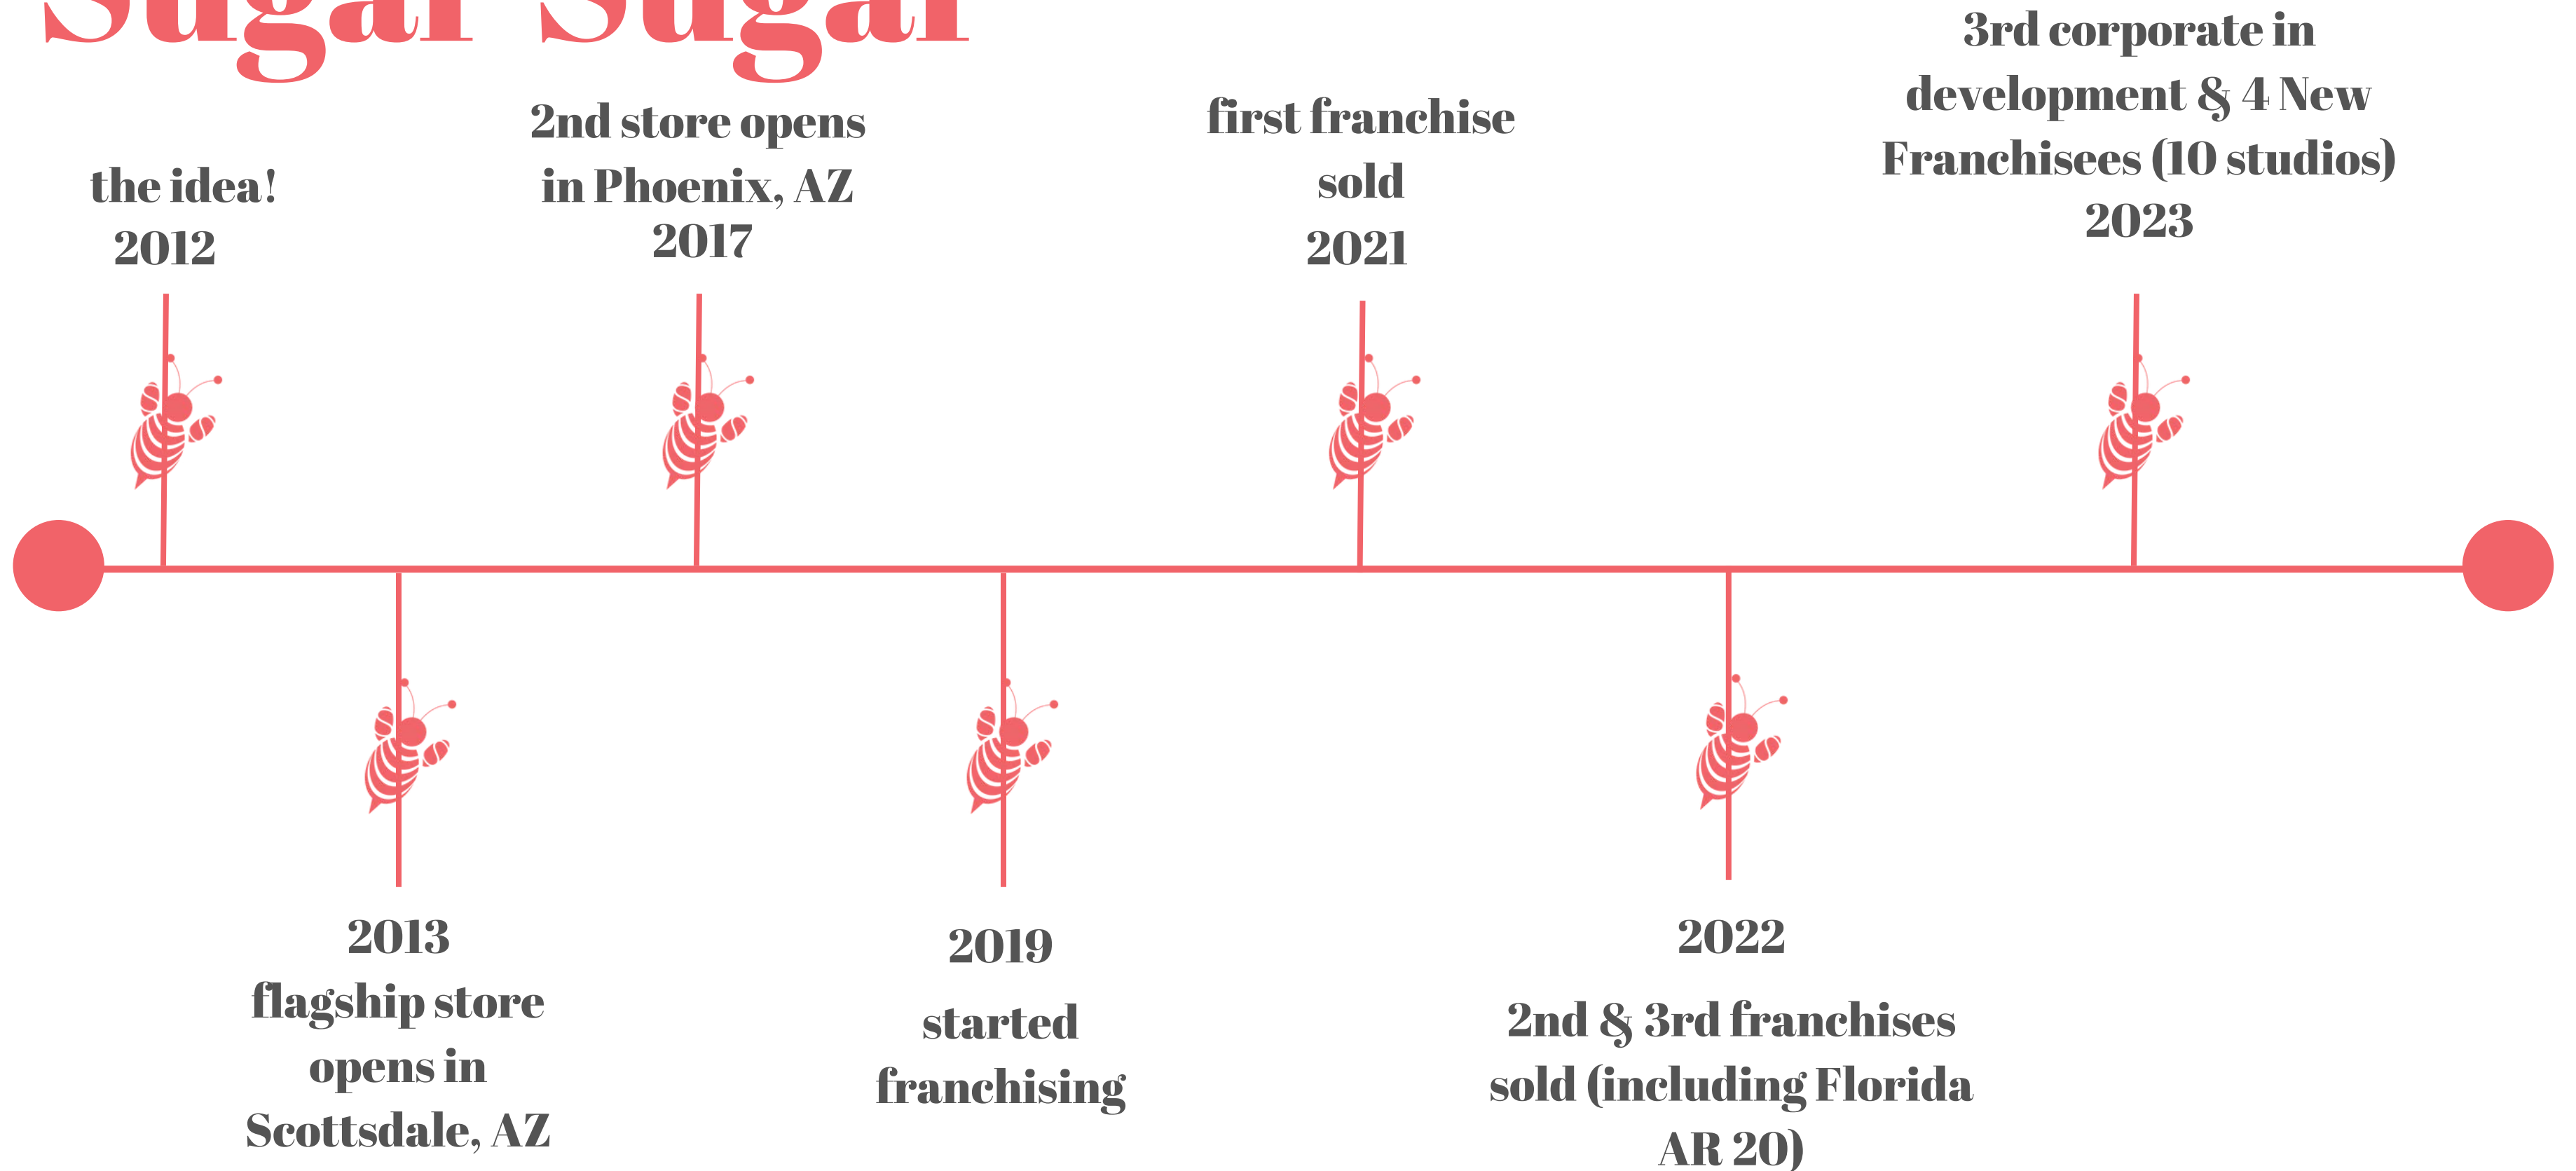 Sugar Sugar
the idea!
2012
2nd store opens
in Phoenix, AZ
2017
first franchise
sold
2021
3rd corporate in
development & 4 New
Franchisees (10 studios)
2023
2013
flagship store
opens in
Scottsdale, AZ
2019
started
franchising
2022
2nd & 3rd franchises
sold (including Florida
AR 20)